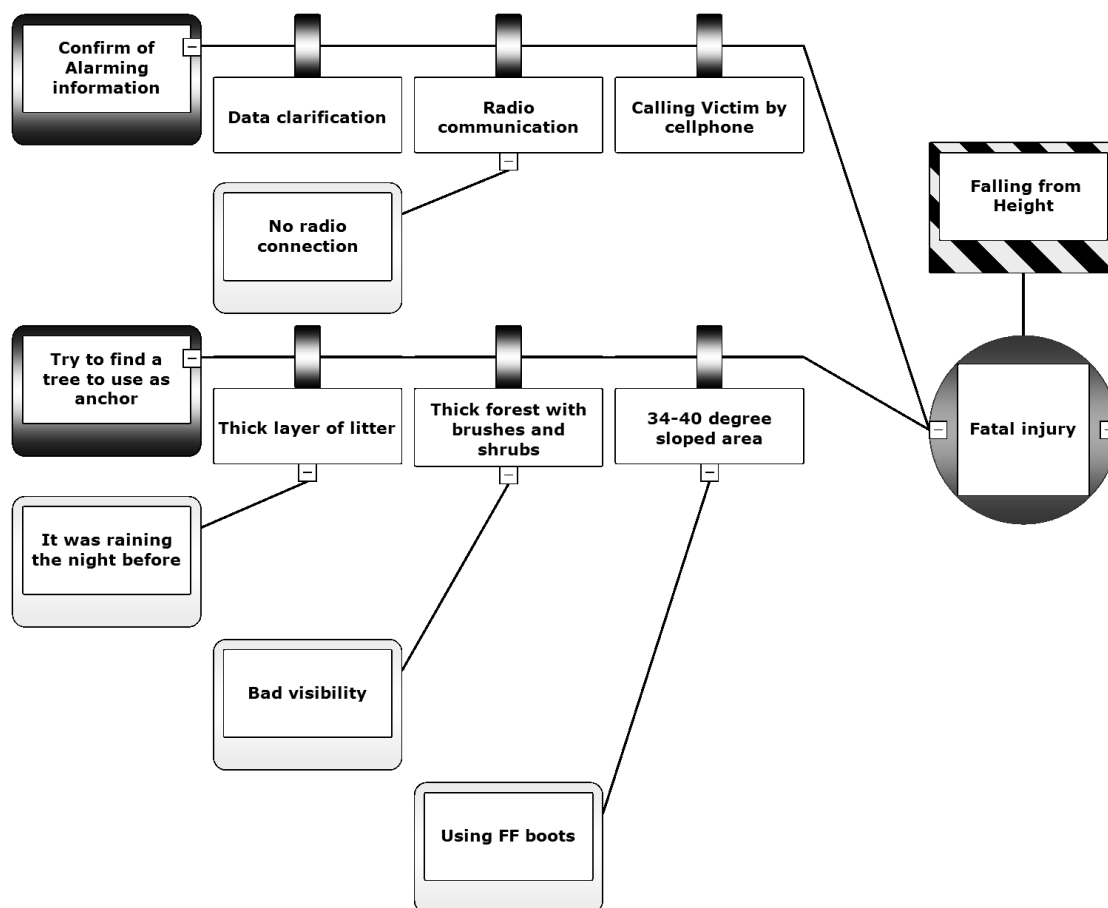 Confirm of
Alarming
information
Data clarification
Radio
communication
Calling Victim by
cellphone
No radio
connection
Falling from
Height
Try to find a
tree to use as
anchor
Thick layer of litter
Thick forest with
brushes and
shrubs
34-40 degree
sloped area
Fatal injury
It was raining
the night before
Bad visibility
Using FF boots